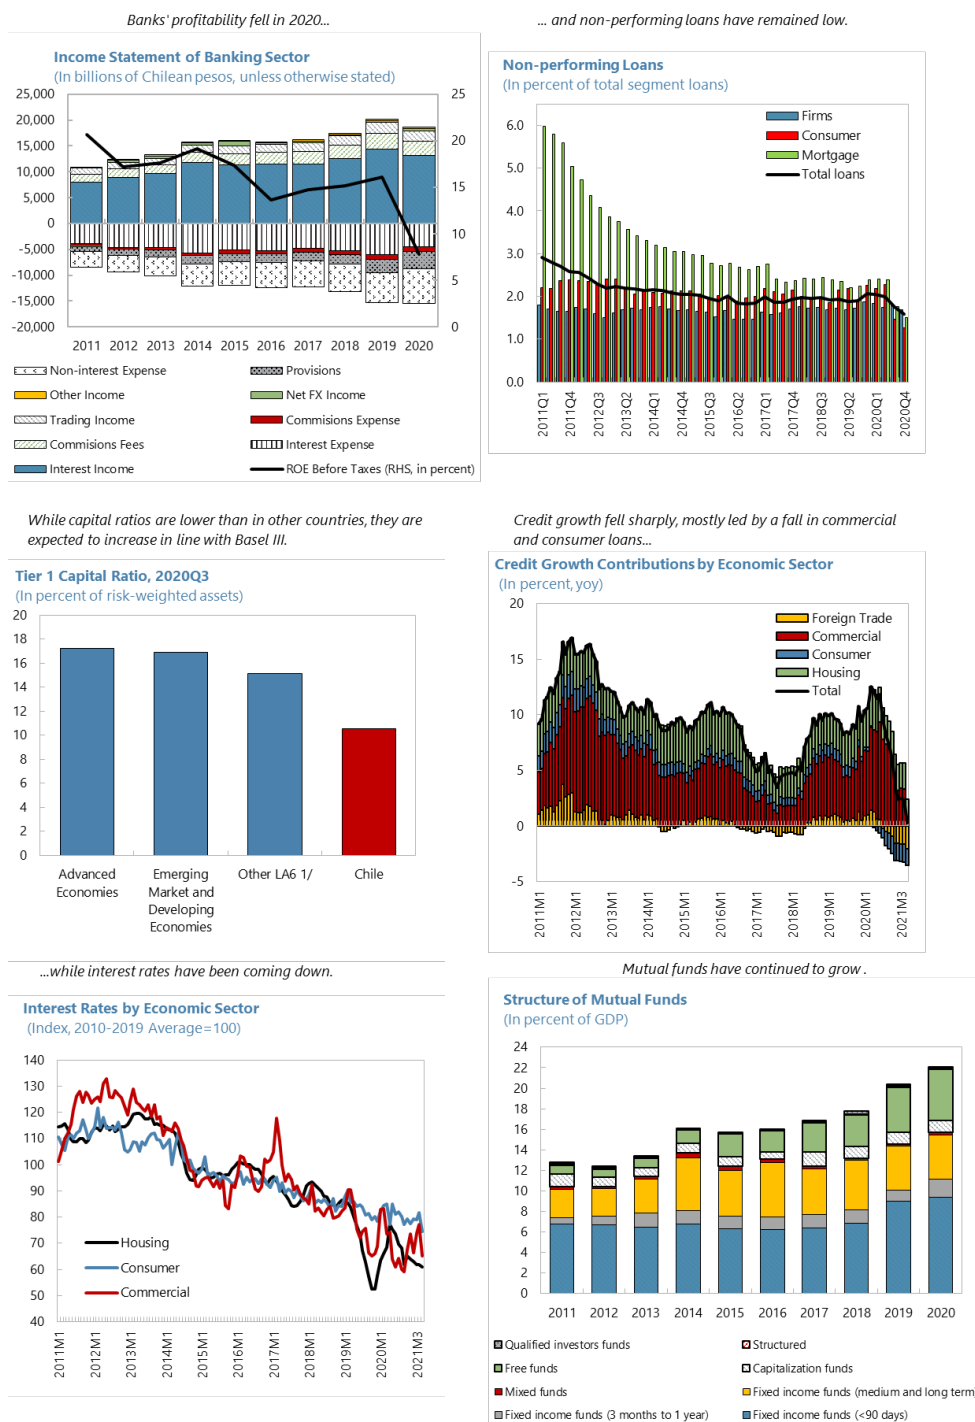 Banks' profitability fell in 2020...
Income Statement of Banking Sector
(In billions of Chilean pesos, unless otherwise stated)
25,000
20,000
15,000
10,000
5,000
0
-5,000
-10,000
-15,000
-20,000
25
20
15
10
5
0
2011 2012 2013 2014 2015 2016 2017 2018 2019 2020
Non-interest Expense
Provisions
Other Income
Net FX Income
Trading Income
Commisions Expense
Commisions Fees
Interest Expense
Interest Income
ROE Before Taxes (RHS, in percent)
... and non-performing loans have remained low.
Non-performing Loans
(In percent of total segment loans)
6.0
5.0
4.0
3.0
2.0
1.0
0.0
Firms
Consumer
Mortgage
Total loans
2011Q1
2011Q4
2012Q3
2013Q2
2014Q1
2014Q4
2015Q3
2016Q2
2017Q1
2017Q4
2018Q3
2019Q2
2020Q1
2020Q4
While capital ratios are lower than in other countries, they are
expected to increase in line with Basel III.
Tier 1 Capital Ratio, 2020Q3
(In percent of risk-weighted assets)
20
18
16
14
12
10
8
6
4
2
0
Advanced
Economies
Emerging
Market and
Developing
Economies
Other LA6 1/
Chile
Credit growth fell sharply, mostly led by a fall in commercial
and consumer loans...
Credit Growth Contributions by Economic Sector
(In percent, yoy)
20
15
10
5
0
-5
Foreign Trade
Commercial
Consumer
Housing
Total
2011M1
2012M1
2013M1
2014M1
2015M1
2016M1
2017M1
2018M1
2019M1
2020M1
2021M3
...while interest rates have been coming down.
Interest Rates by Economic Sector
(Index, 2010-2019 Average=100)
140
130
120
110
100
90
80
70
60
50
40
Housing
Consumer
Commercial
2011M1
2012M1
2013M1
2014M1
2015M1
2016M1
2017M1
2018M1
2019M1
2020M1
2021M3
Mutual funds have continued to grow .
Structure of Mutual Funds
(In percent of GDP)
24
22
20
18
16
14
12
10
8
6
4
2
0
2011 2012 2013 2014 2015 2016 2017 2018 2019 2020
Qualified investors funds
Structured
Free funds
Capitalization funds
Mixed funds
Fixed income funds (medium and long term)
Fixed income funds (3 months to 1 year)
Fixed income funds (<90 days)